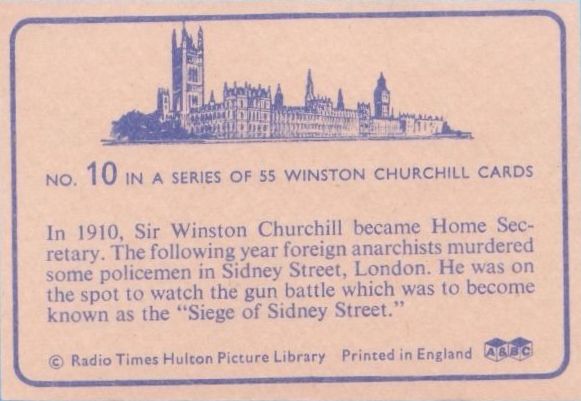 NO. 10 IN A SERIES OF 55 WINSTON CHURCHILL CARDS
In 1910, Sir Winston Churchill became Home Sec-
retary. The following year foreign anarchists murdered
some policemen in Sidney Street, London. He was on
the spot to watch the gun battle which was to become
known as the “Siege of Sidney Street.”
© Radio Times Hulton Picture Library Printed in England A&BC